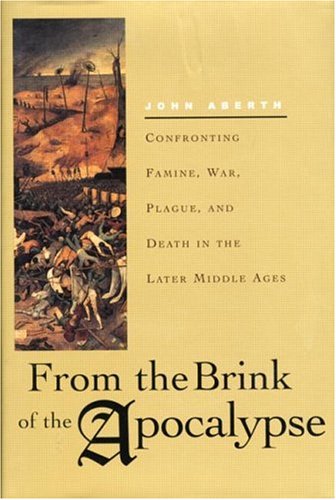 JOHN ABERTH
CONFRONTING
FAMINE, WAR,
PLAGUE, AND
DEATH IN THE
LATER MIDDLE AGES
From the Brink
of the Apocalypse